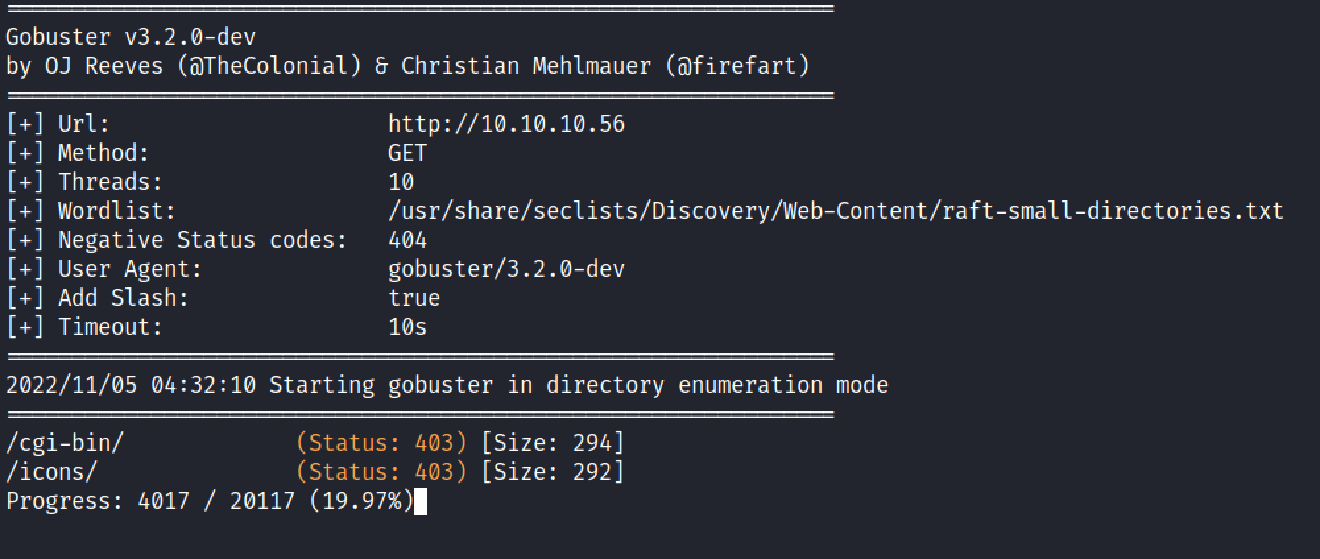 Gobuster v3.2.0-dev
by OJ Reeves (@TheColonial) & Christian Mehlmauer (@firefart)
[+] Url:                     http://10.10.10.56
[+] Method:                  GET
[+] Threads:                 10
[+] Wordlist:                /usr/share/seclists/Discovery/Web-Content/raft-small-directories.txt
[+] Negative Status codes:   404
[+] User Agent:              gobuster/3.2.0-dev
[+] Add Slash:               true
[+] Timeout:                 10s
2022/11/05 04:32:10 Starting gobuster in directory enumeration mode
/cgi-bin/             (Status: 403) [Size: 294]
/icons/               (Status: 403) [Size: 292]
Progress: 4017 / 20117 (19.97%)